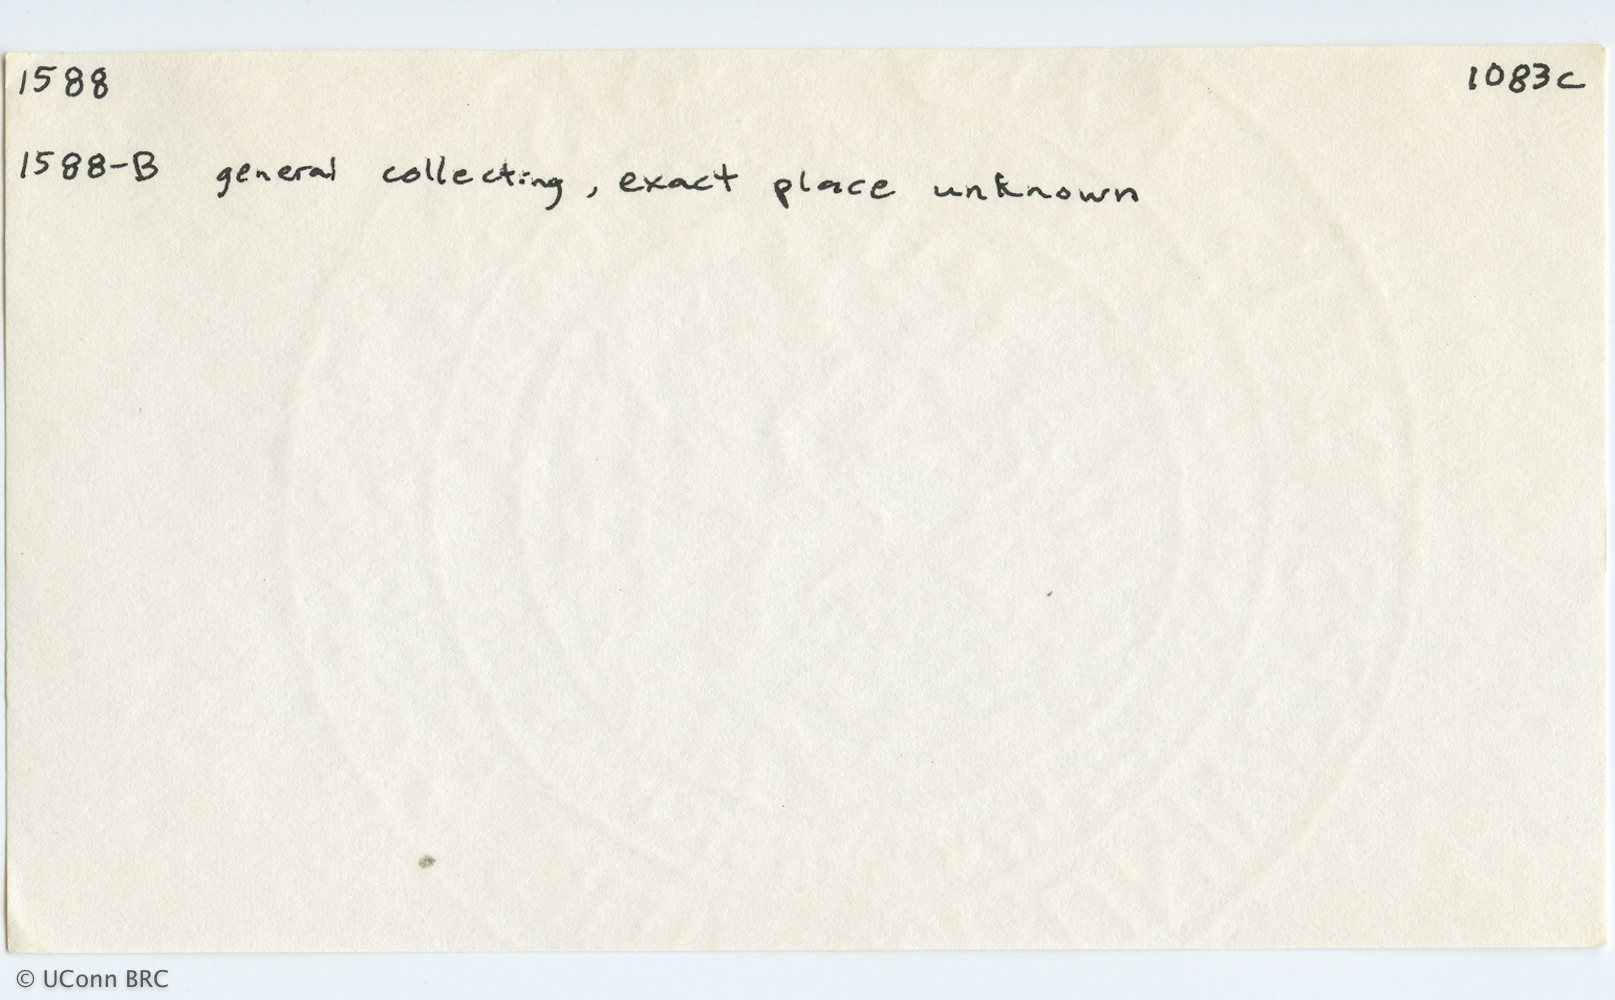 1588 1083c
1588-B general collecting, exact place unknown
© UConn BRC